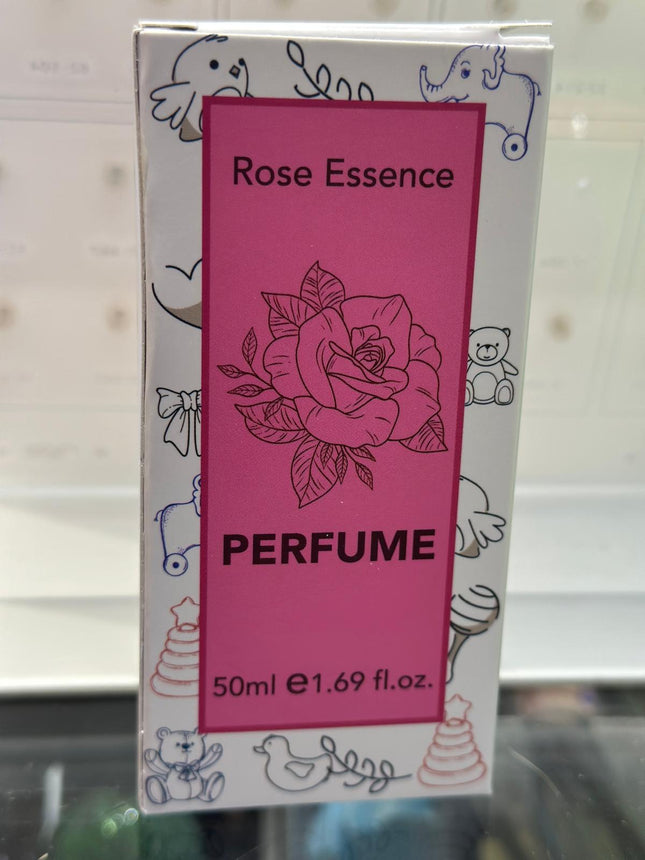 Rose Essence
PERFUME
50ml ℮1.69 fl.oz.